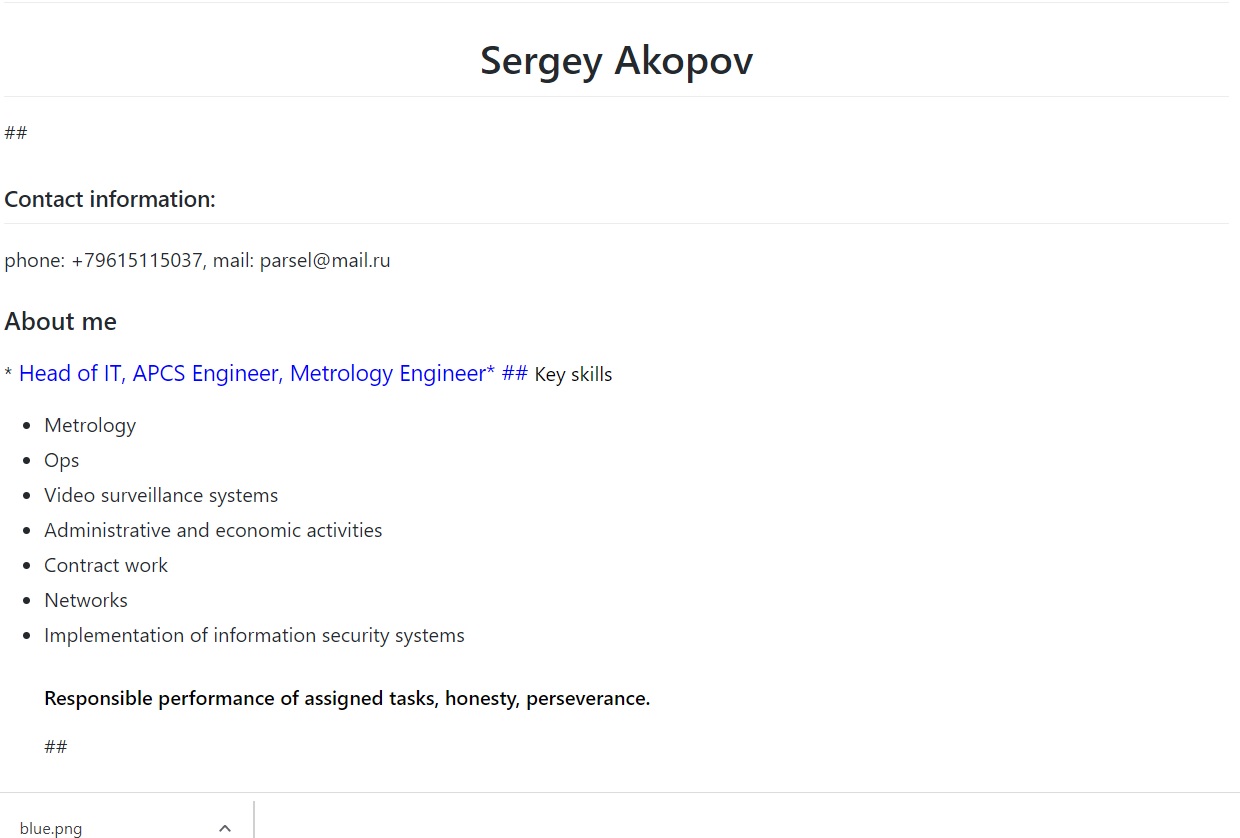 Sergey Akopov
##
Contact information:
phone: +79615115037, mail: parsel@mail.ru
About me
* Head of IT, APCS Engineer, Metrology Engineer* ## Key skills
• Metrology
• Ops
• Video surveillance systems
• Administrative and economic activities
• Contract work
• Networks
• Implementation of information security systems
Responsible performance of assigned tasks, honesty, perseverance.
##
blue.png